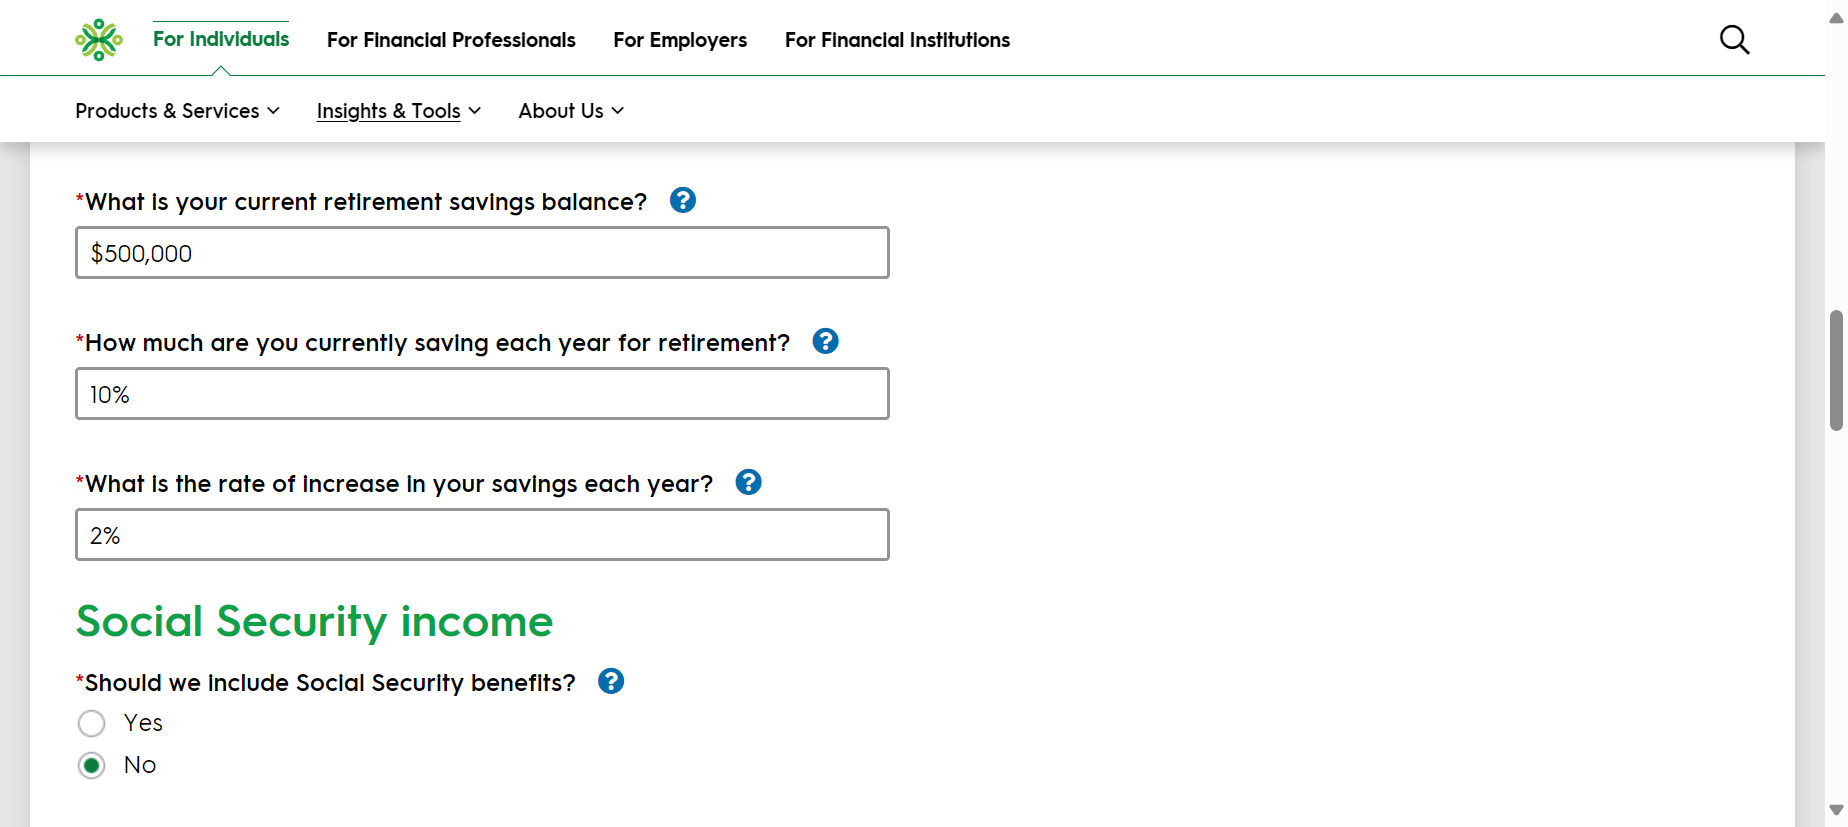 For Individuals For Financial Professionals For Employers For Financial Institutions
Products & Services Insights & Tools About Us
*What is your current retirement savings balance? ?
$500,000
*How much are you currently saving each year for retirement? ?
10%
*What is the rate of increase in your savings each year? ?
2%
Social Security income
*Should we include Social Security benefits? ?
Yes
No